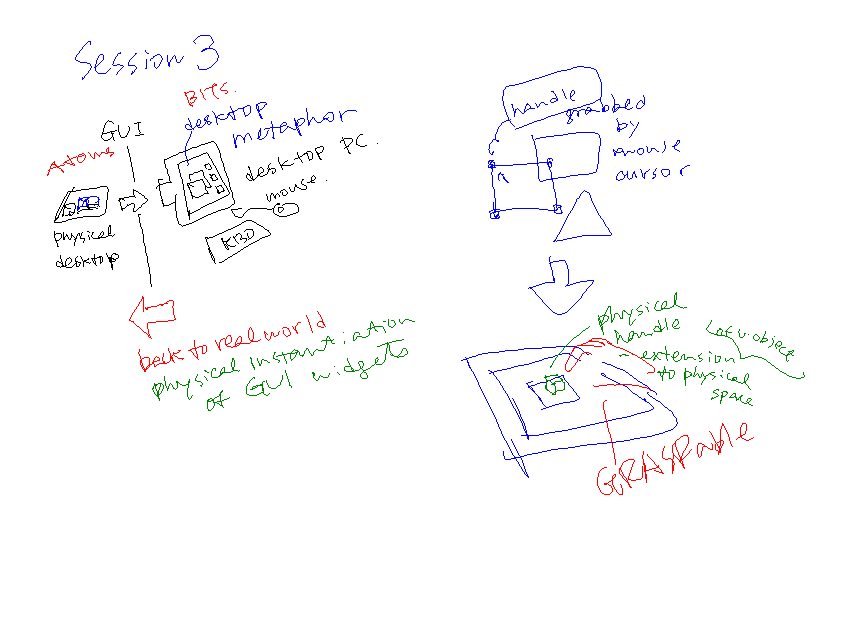 Session 3
BITS.
desktop
metaphor
GUI
Atoms
desktop PC.
mouse.
physical
desktop
KBD
back to real world
physical instantiation
of GUI widgets
handle
grabbed
by
mouse
cursor
physical
handle
of v. object
- extension
to physical
space
GRASPable